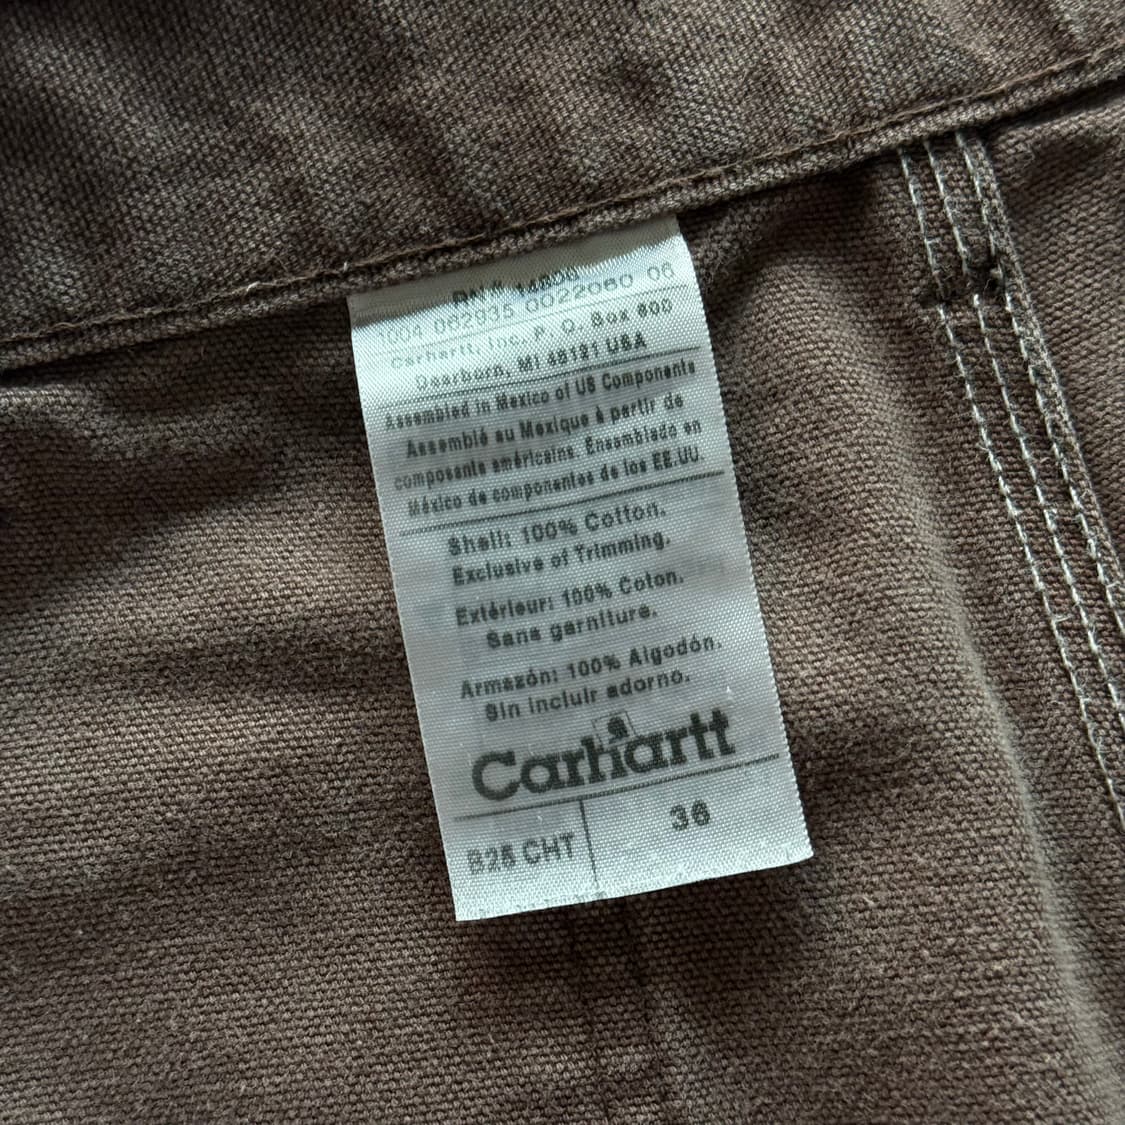 RN # 14806
1004 062935 0022060 06
Carhartt, Inc. P. O. Box 600
Dearborn, MI 48121 USA
Assembled in Mexico of US Components
Assemblé au Mexique à partir de
composants américains. Ensamblado en
México de componentes de los EE.UU.
Shell: 100% Cotton.
Exclusive of Trimming.
Extérieur: 100% Coton.
Sans garniture.
Armazón: 100% Algodón.
Sin incluir adorno.
Carhartt
B25 CHT
36